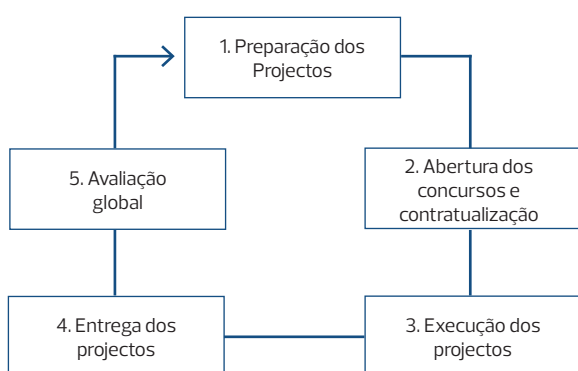 1. Preparação dos
Projectos
2. Abertura dos
concursos e
contratualização
3. Execução dos
projectos
4. Entrega dos
projectos
5. Avaliação
global